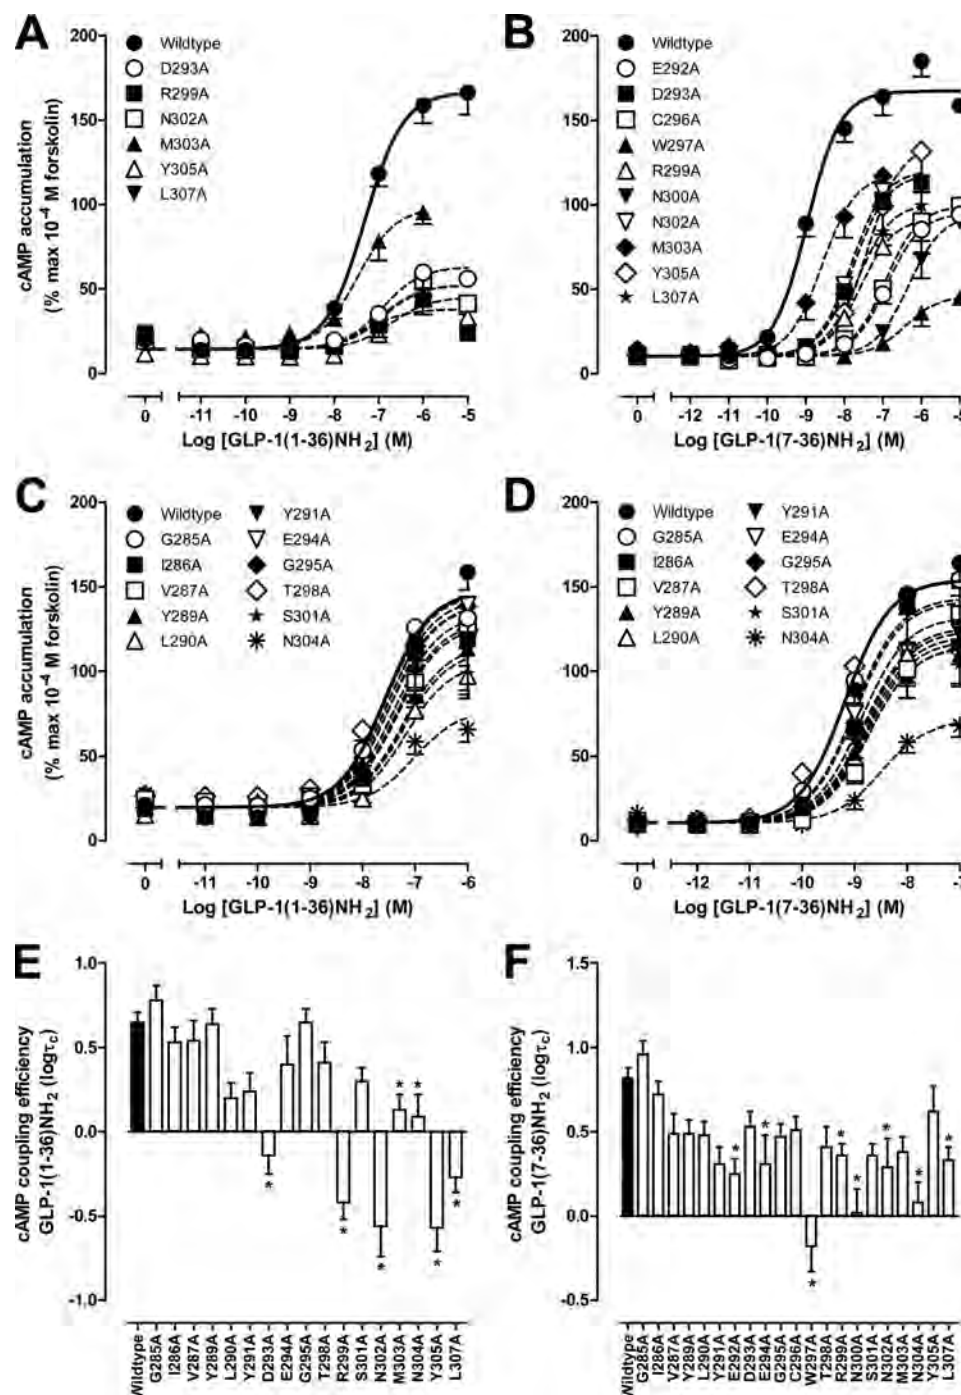 A
Wildtype
D293A
R299A
N302A
M303A
Y305A
L307A
200
150
100
50
0
cAMP accumulation
(% max 10⁻⁴ M forskolin)
0 -11 -10 -9 -8 -7 -6 -5
Log [GLP-1(1-36)NH₂] (M)
B
Wildtype
E292A
D293A
C296A
W297A
R299A
N300A
N302A
M303A
Y305A
L307A
200
150
100
50
0
0 -12 -11 -10 -9 -8 -7 -6 -5
Log [GLP-1(7-36)NH₂] (M)
C
Wildtype
G285A
I286A
V287A
Y289A
L290A
Y291A
E294A
G295A
T298A
S301A
N304A
200
150
100
50
0
cAMP accumulation
(% max 10⁻⁴ M forskolin)
0 -11 -10 -9 -8 -7 -6
Log [GLP-1(1-36)NH₂] (M)
D
Wildtype
G285A
I286A
V287A
Y289A
L290A
Y291A
E294A
G295A
T298A
S301A
N304A
200
150
100
50
0
0 -12 -11 -10 -9 -8 -7
Log [GLP-1(7-36)NH₂] (M)
E
1.0
0.5
0.0
-0.5
-1.0
cAMP coupling efficiency
GLP-1(1-36)NH₂ (logτc)
* * * * * * *
Wildtype
G285A
I286A
V287A
Y289A
L290A
Y291A
D293A
E294A
G295A
T298A
R299A
S301A
N302A
M303A
N304A
Y305A
L307A
F
1.5
1.0
0.5
0.0
-0.5
cAMP coupling efficiency
GLP-1(7-36)NH₂ (logτc)
* * * * * * * *
Wildtype
G285A
I286A
V287A
Y289A
L290A
Y291A
E292A
D293A
E294A
G295A
C296A
W297A
T298A
R299A
N300A
S301A
N302A
M303A
N304A
Y305A
L307A